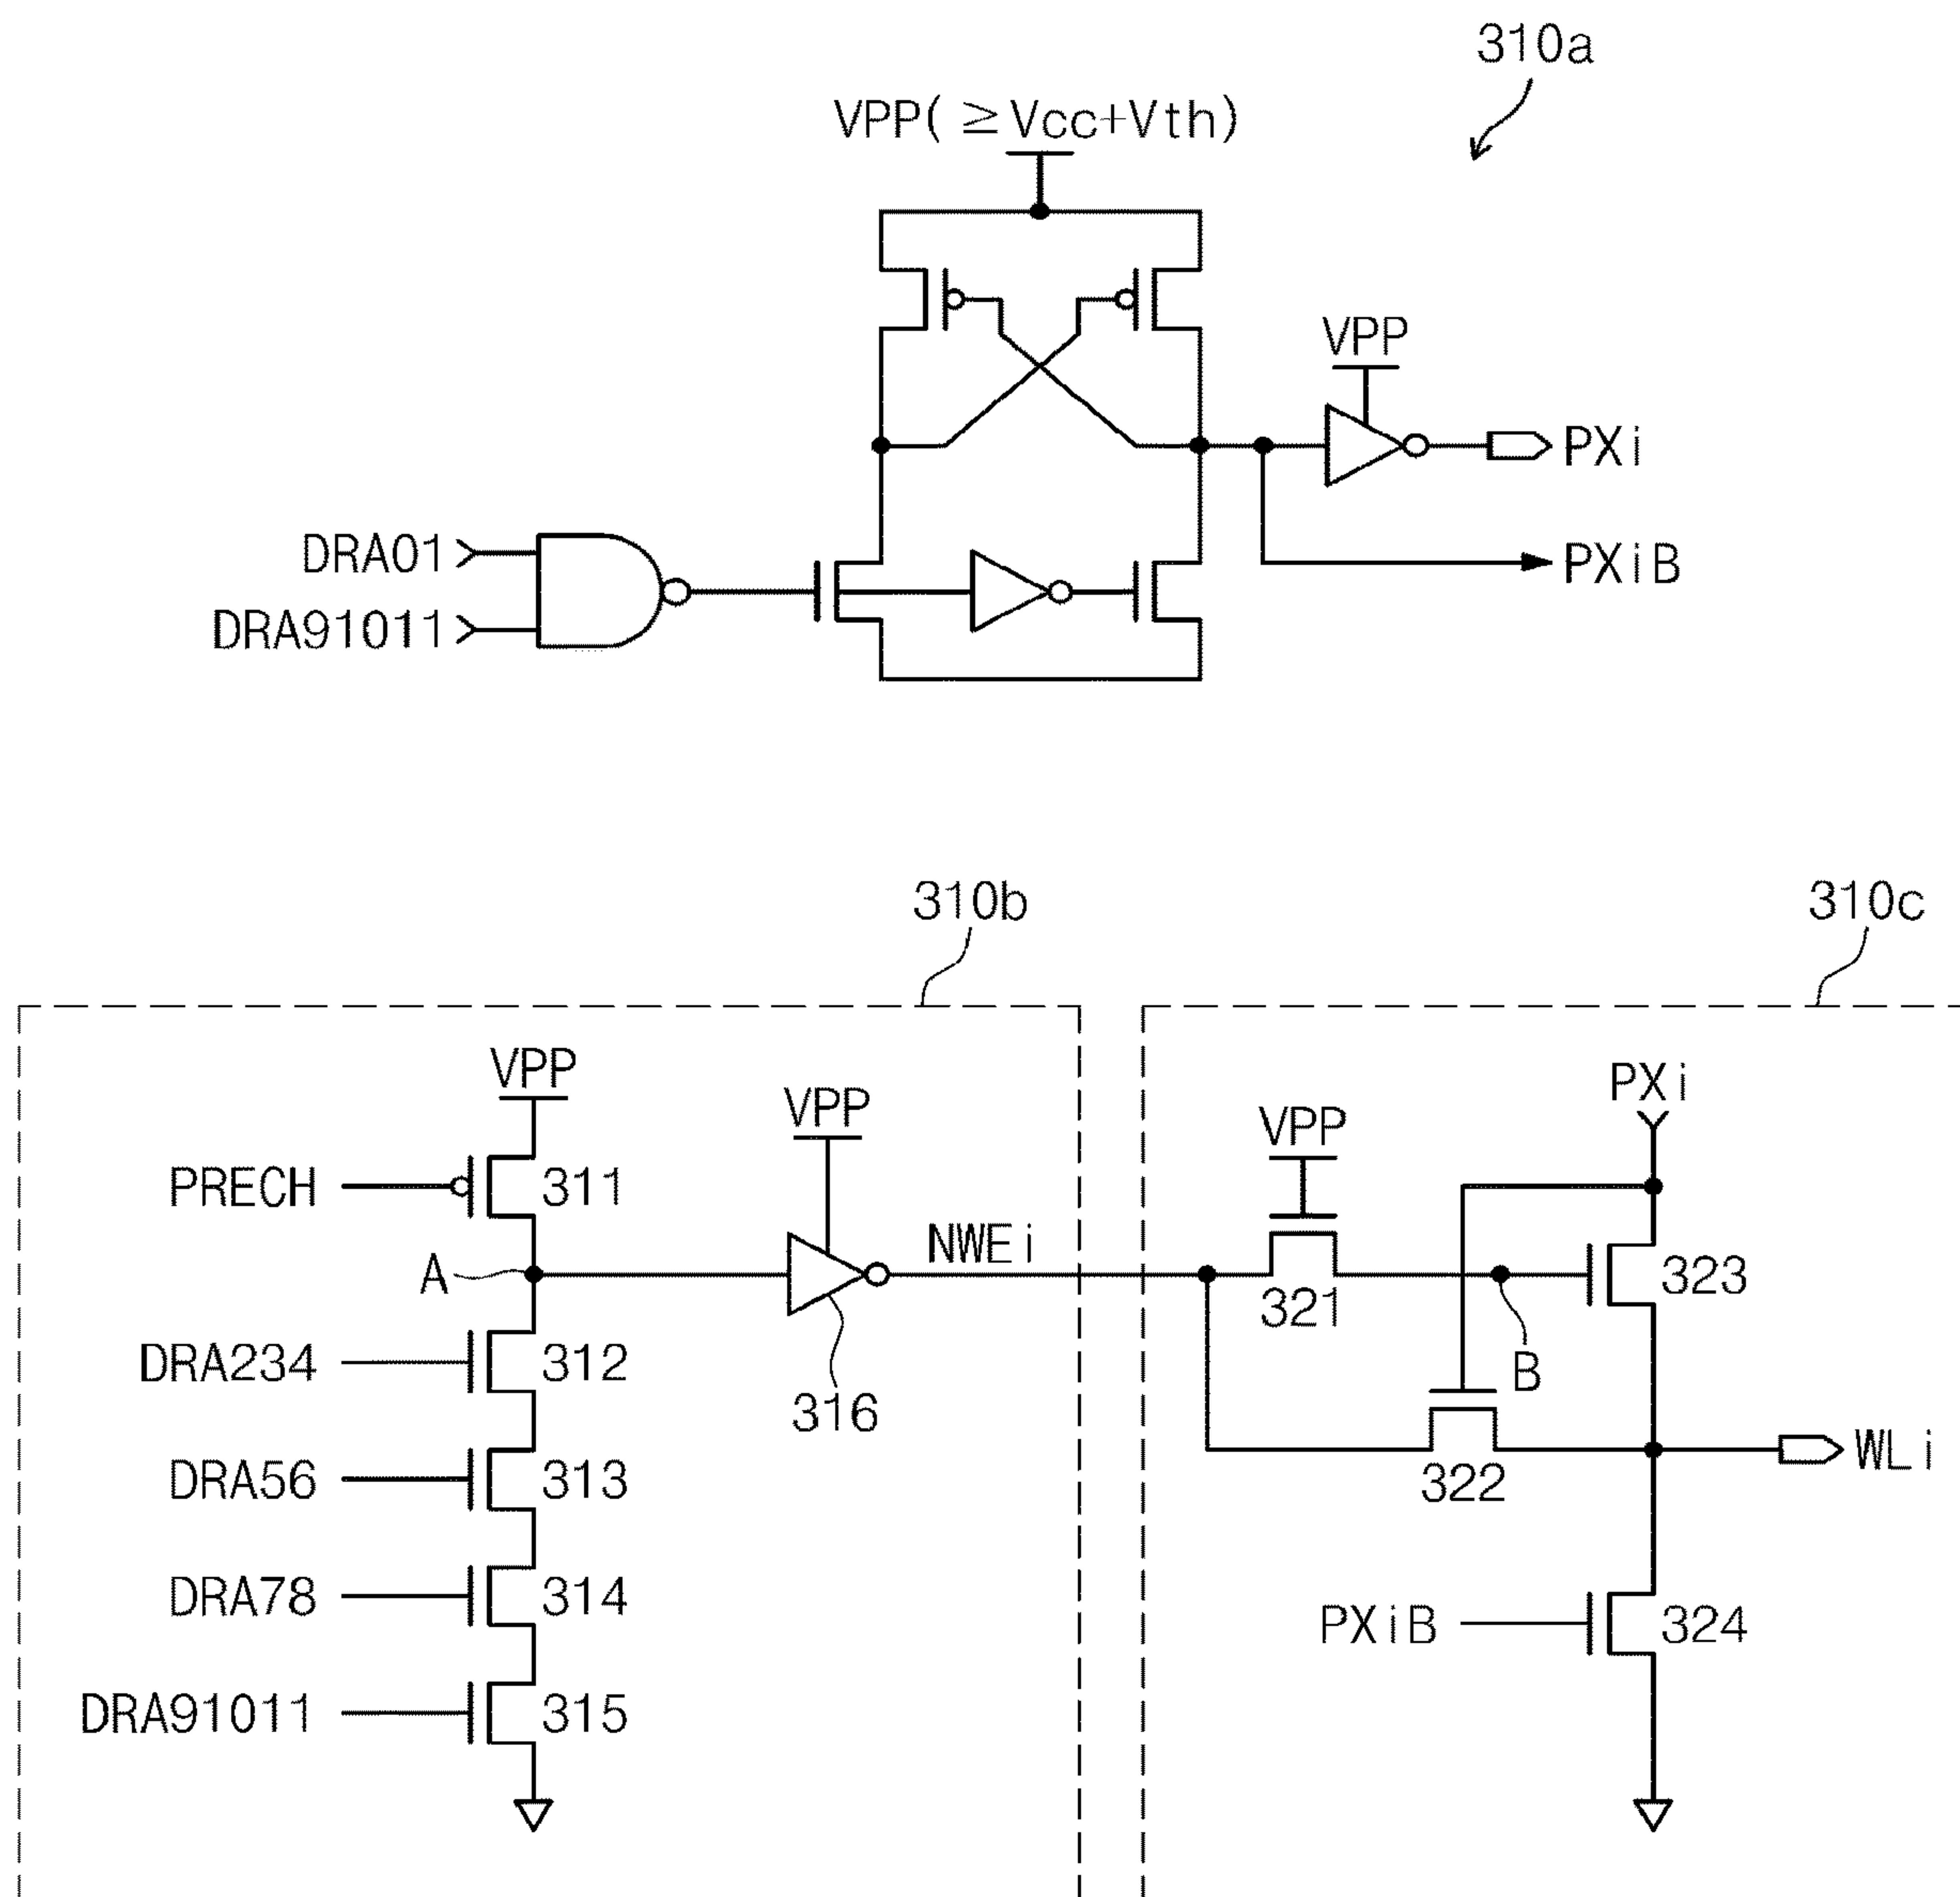 310a
VPP( ≥Vcc+Vth)
VPP
PXi
DRA01
PXiB
DRA91011
310b
310c
VPP
VPP
PXi
VPP
PRECH
311
NWEi
A
323
321
B
DRA234
312
316
WLi
322
DRA56
313
DRA78
314
PXiB
324
DRA91011
315